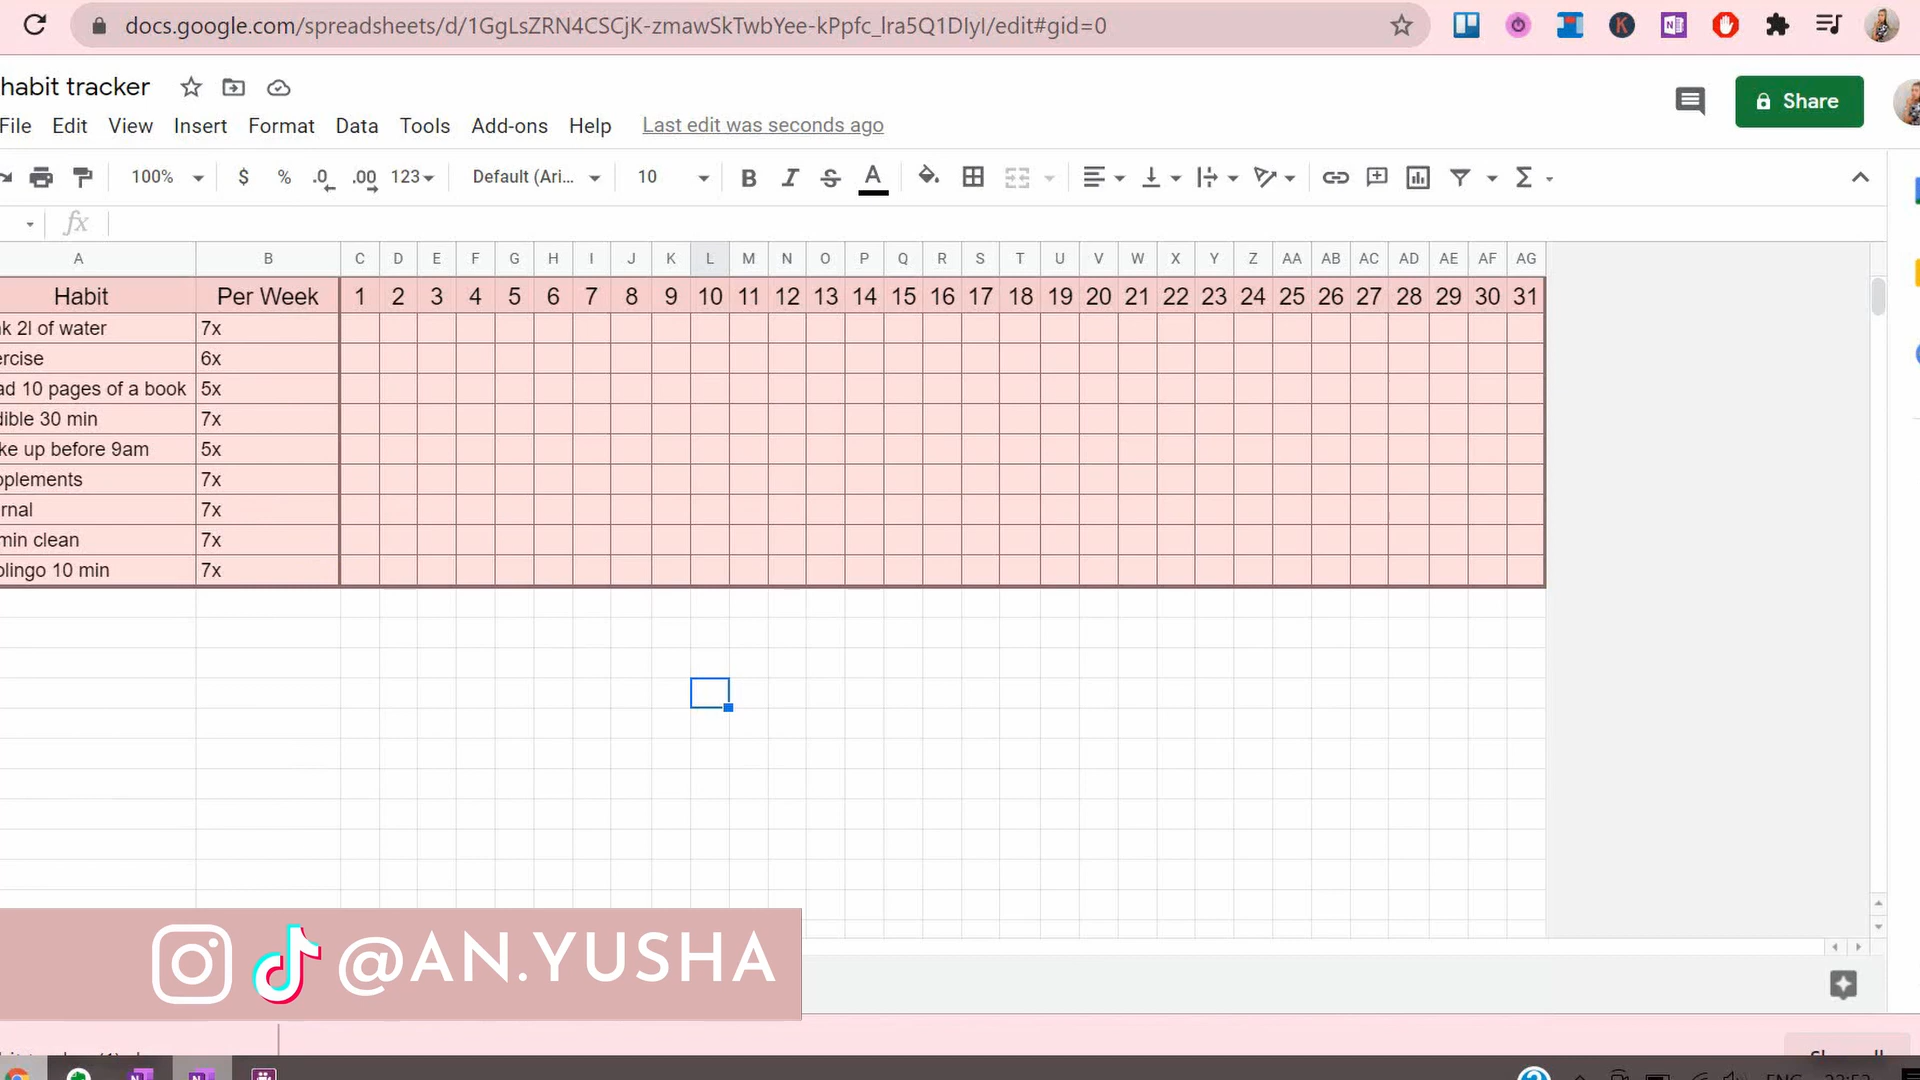 docs.google.com/spreadsheets/d/1GgLsZRN4CSCjK-zmawSkTwbYee-kPpfc_lra5Q1DIyI/edit#gid=0
habit tracker
Share
File Edit View Insert Format Data Tools Add-ons Help Last edit was seconds ago
100% $ % .0 .00 123 Default (Ari... 10 B I S A
fx
A B C D E F G H I J K L M N O P Q R S T U V W X Y Z AA AB AC AD AE AF AG
Habit Per Week 1 2 3 4 5 6 7 8 9 10 11 12 13 14 15 16 17 18 19 20 21 22 23 24 25 26 27 28 29 30 31
k 2l of water 7x
ercise 6x
ad 10 pages of a book 5x
dible 30 min 7x
ke up before 9am 5x
plements 7x
rnal 7x
min clean 7x
olingo 10 min 7x
@AN.YUSHA